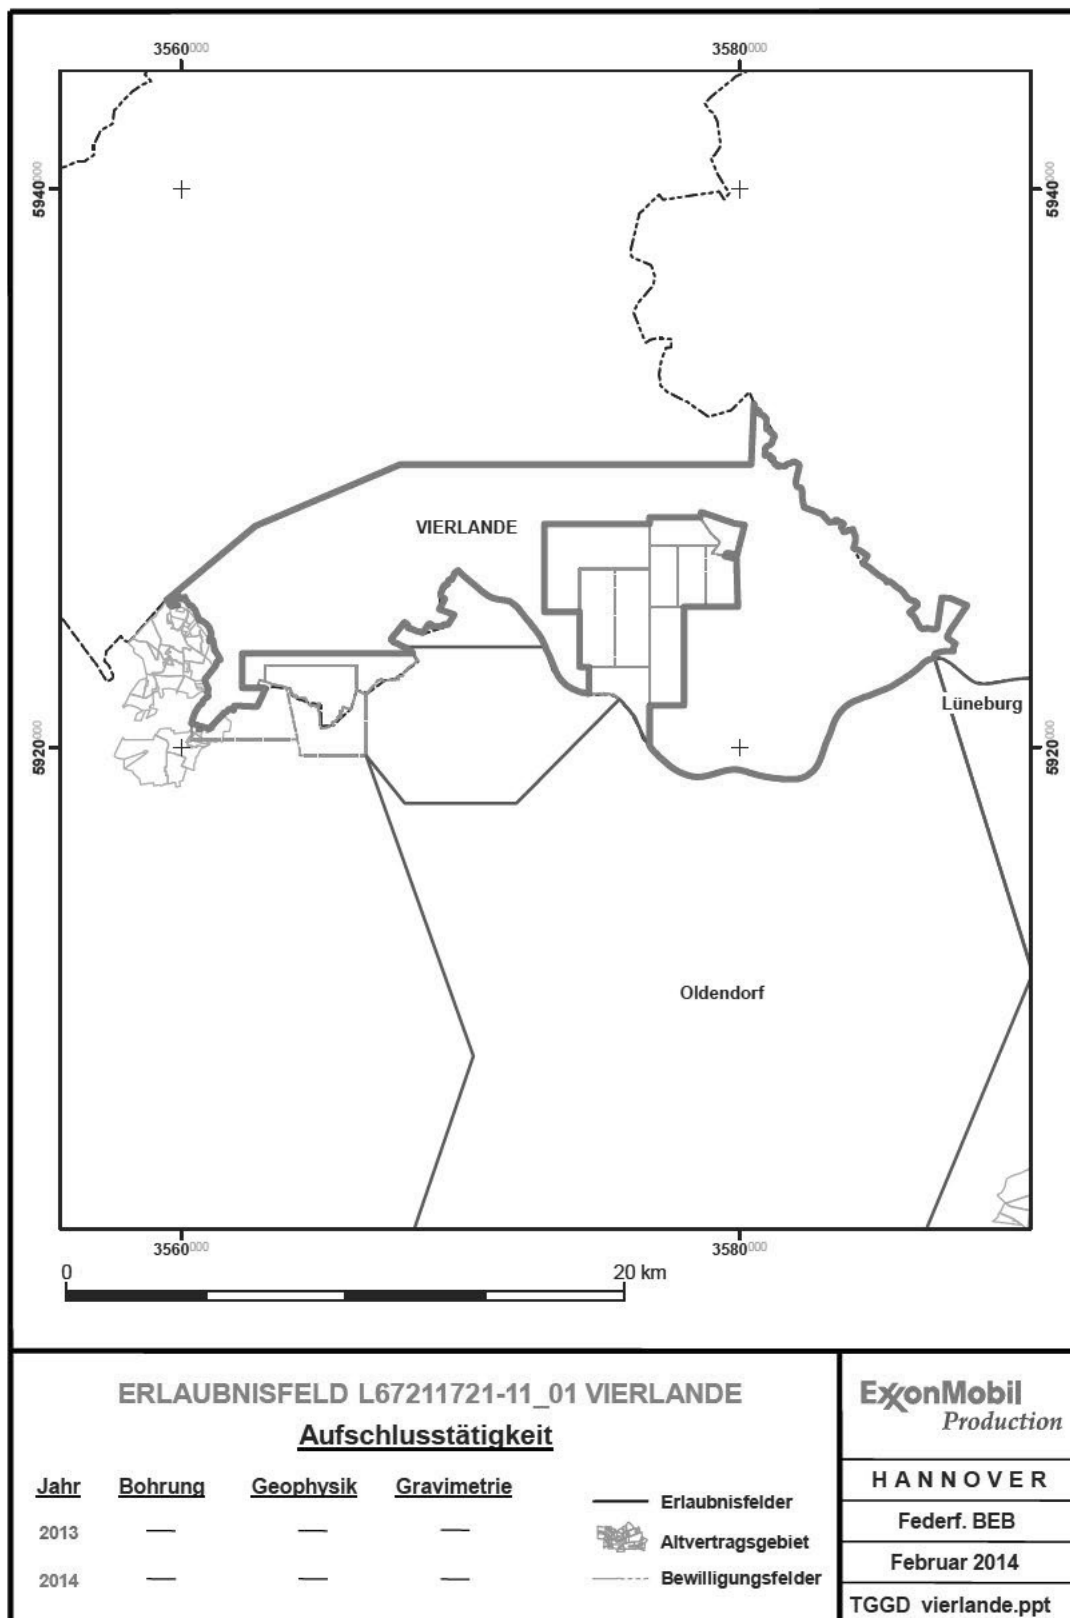 3560000 3580000
5940000 5940000
VIERLANDE
Lüneburg
5920000 5920000
Oldendorf
3560000 3580000
0 20 km
ERLAUBNISFELD L67211721-11_01 VIERLANDE
Aufschlusstätigkeit
Jahr Bohrung Geophysik Gravimetrie
2013 — — —
2014 — — —
Erlaubnisfelder
Altvertragsgebiet
Bewilligungsfelder
ExxonMobil
Production
HANNOVER
Federf. BEB
Februar 2014
TGGD vierlande.ppt